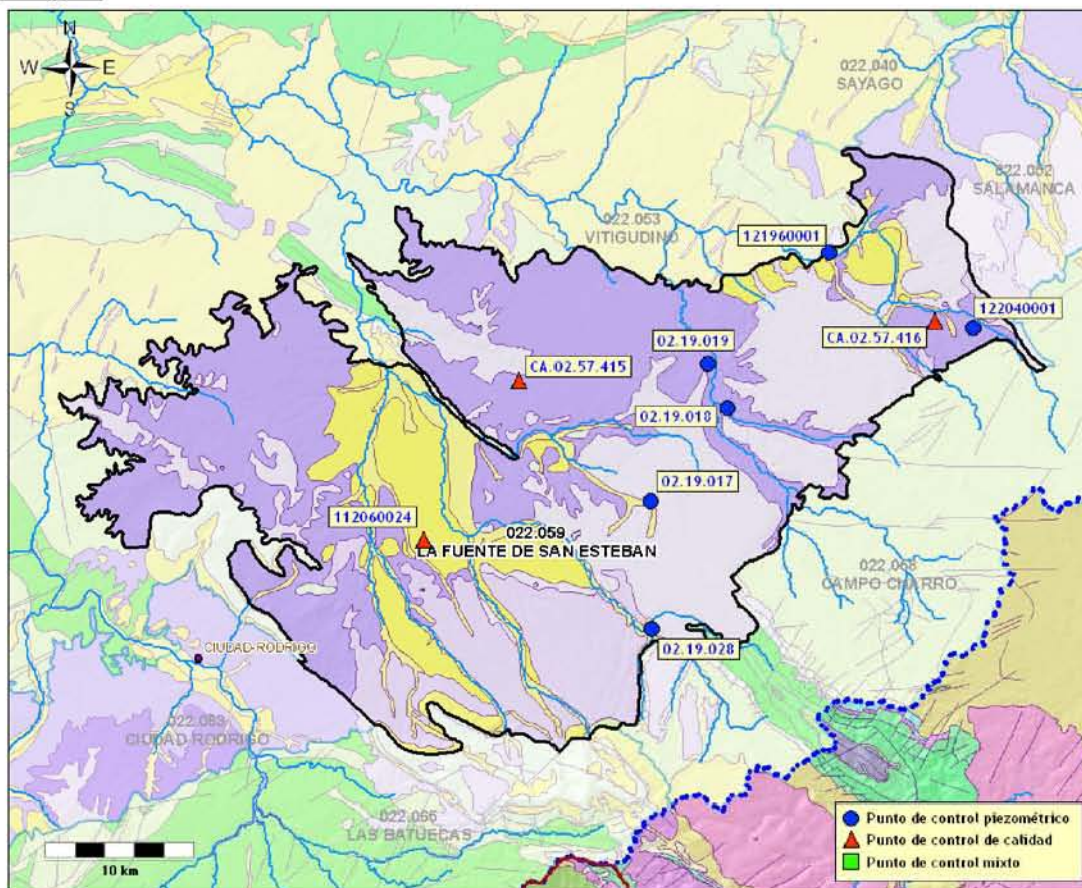 N
W E
S
022.040
SAYAGO
022.052
SALAMANCA
022.053
VITIGUDINO
121960001
122040001
CA.02.57.416
02.19.019
CA.02.57.415
02.19.018
02.19.017
112060024
022.059
LA FUENTE DE SAN ESTEBAN
022.068
CAMPO CHARRO
02.19.028
CIUDAD-RODRIGO
022.063
CIUDAD RODRIGO
022.066
LAS BATUECAS
10 km
Punto de control piezométrico
Punto de control de calidad
Punto de control mixto